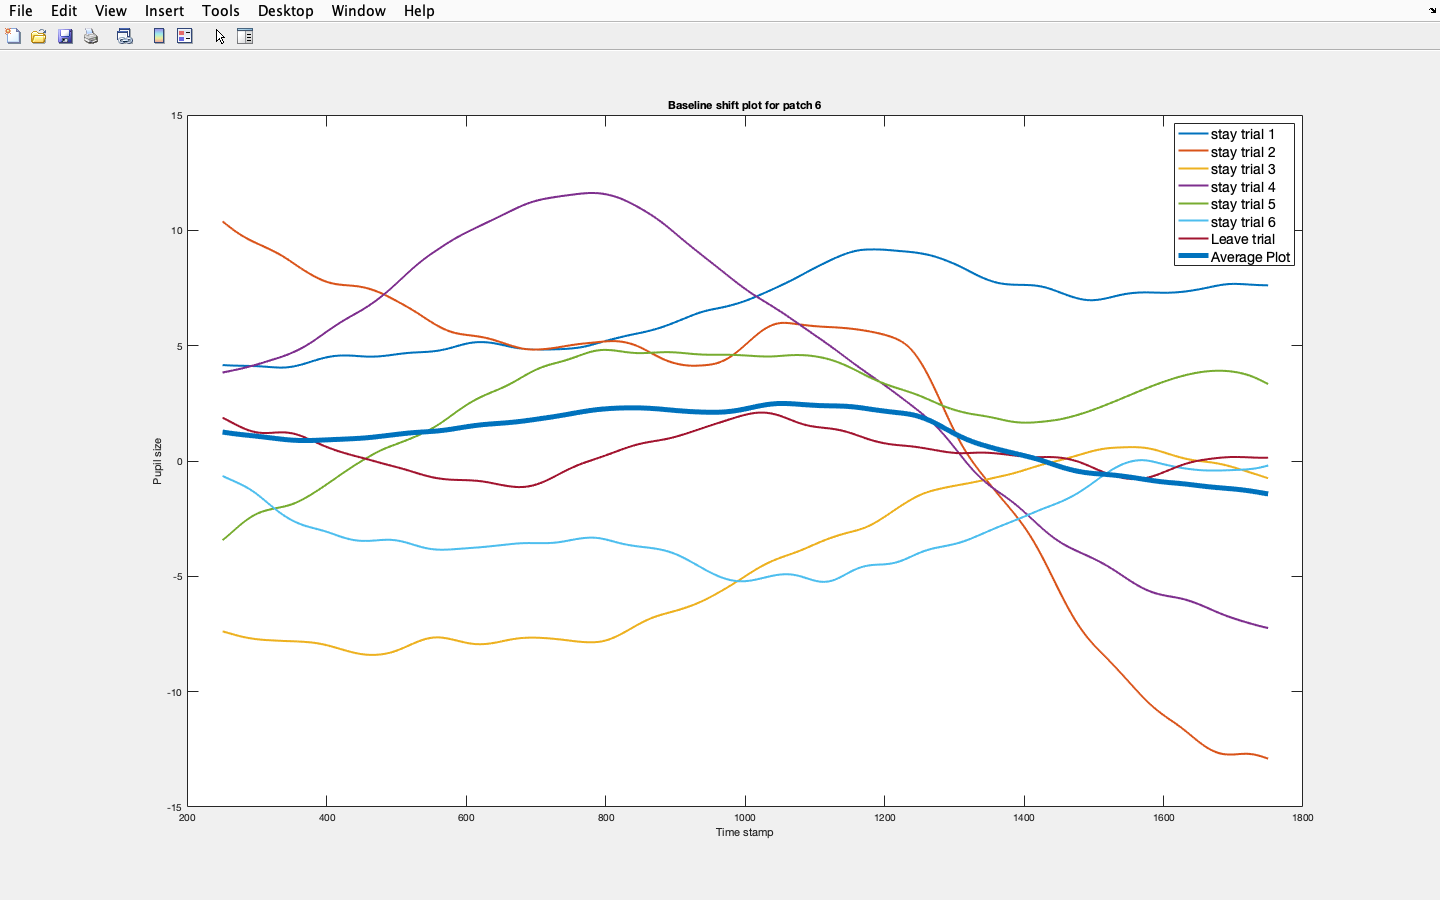 File Edit View Insert Tools Desktop Window Help
Baseline shift plot for patch 6
15
10
5
0
-5
-10
-15
Pupil size
200 400 600 800 1000 1200 1400 1600 1800
Time stamp
stay trial 1
stay trial 2
stay trial 3
stay trial 4
stay trial 5
stay trial 6
Leave trial
Average Plot